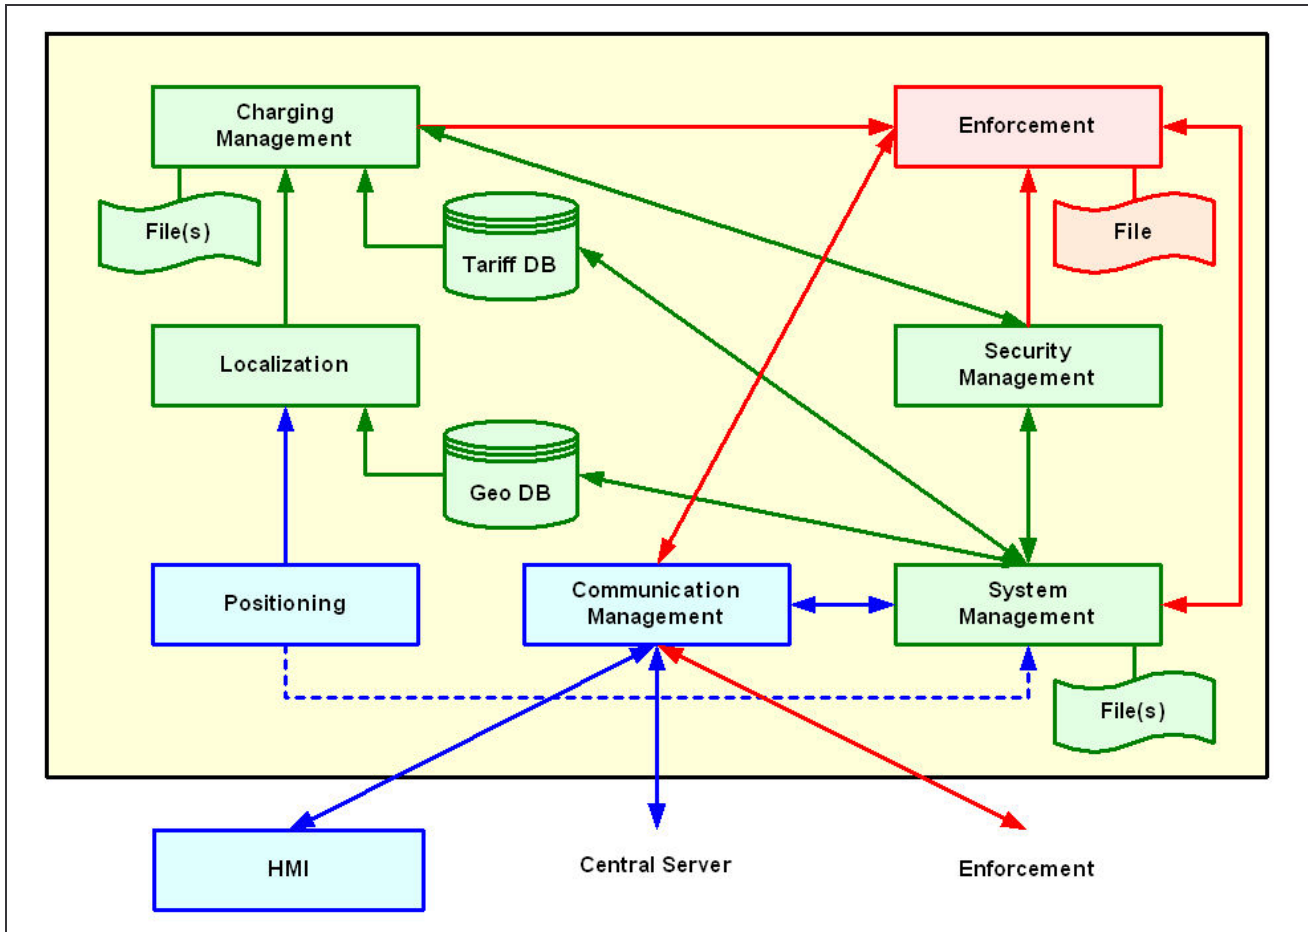 Charging
Management
Enforcement
File(s)
Tariff DB
File
Localization
Security
Management
Geo DB
Positioning
Communication
Management
System
Management
File(s)
HMI
Central Server
Enforcement